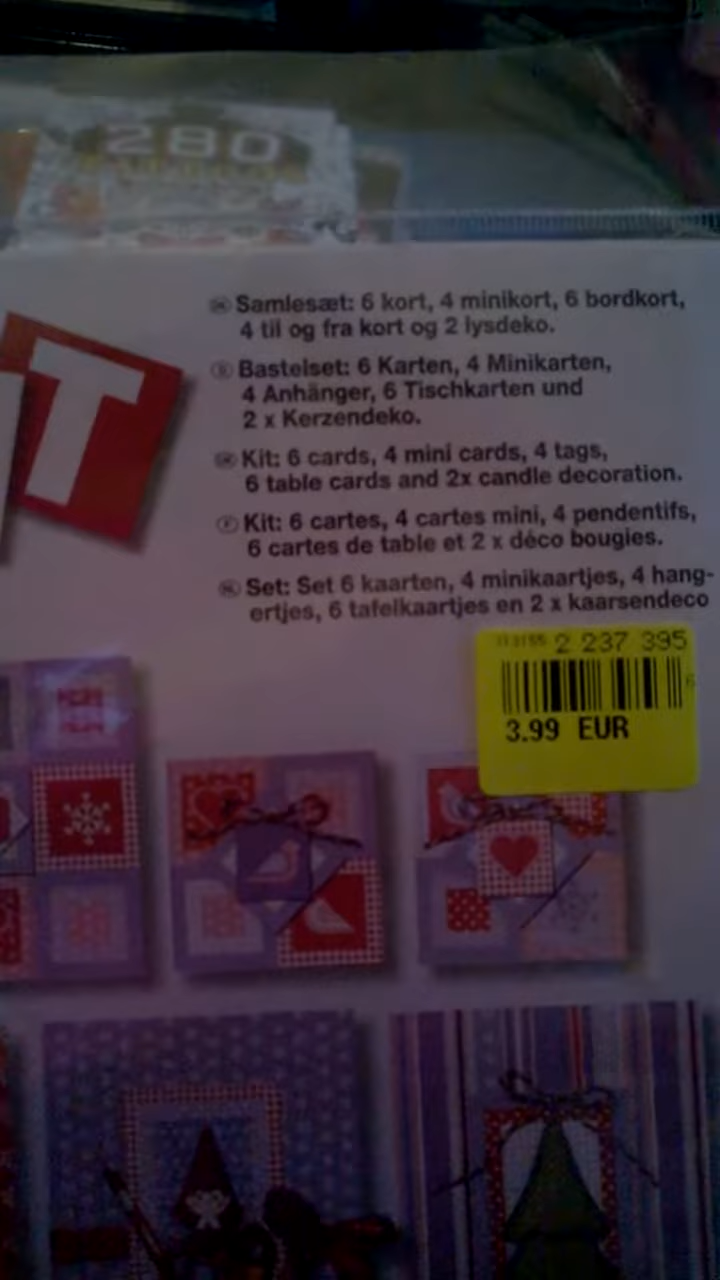 280
T
DK Samlesæt: 6 kort, 4 minikort, 6 bordkort,
4 til og fra kort og 2 lysdeko.
D Bastelset: 6 Karten, 4 Minikarten,
4 Anhänger, 6 Tischkarten und
2 x Kerzendeko.
Kit: 6 cards, 4 mini cards, 4 tags,
6 table cards and 2x candle decoration.
F Kit: 6 cartes, 4 cartes mini, 4 pendentifs,
6 cartes de table et 2 x déco bougies.
NL Set: Set 6 kaarten, 4 minikaartjes, 4 hang-
ertjes, 6 tafelkaartjes en 2 x kaarsendeco
2 237 395
6
3.99 EUR